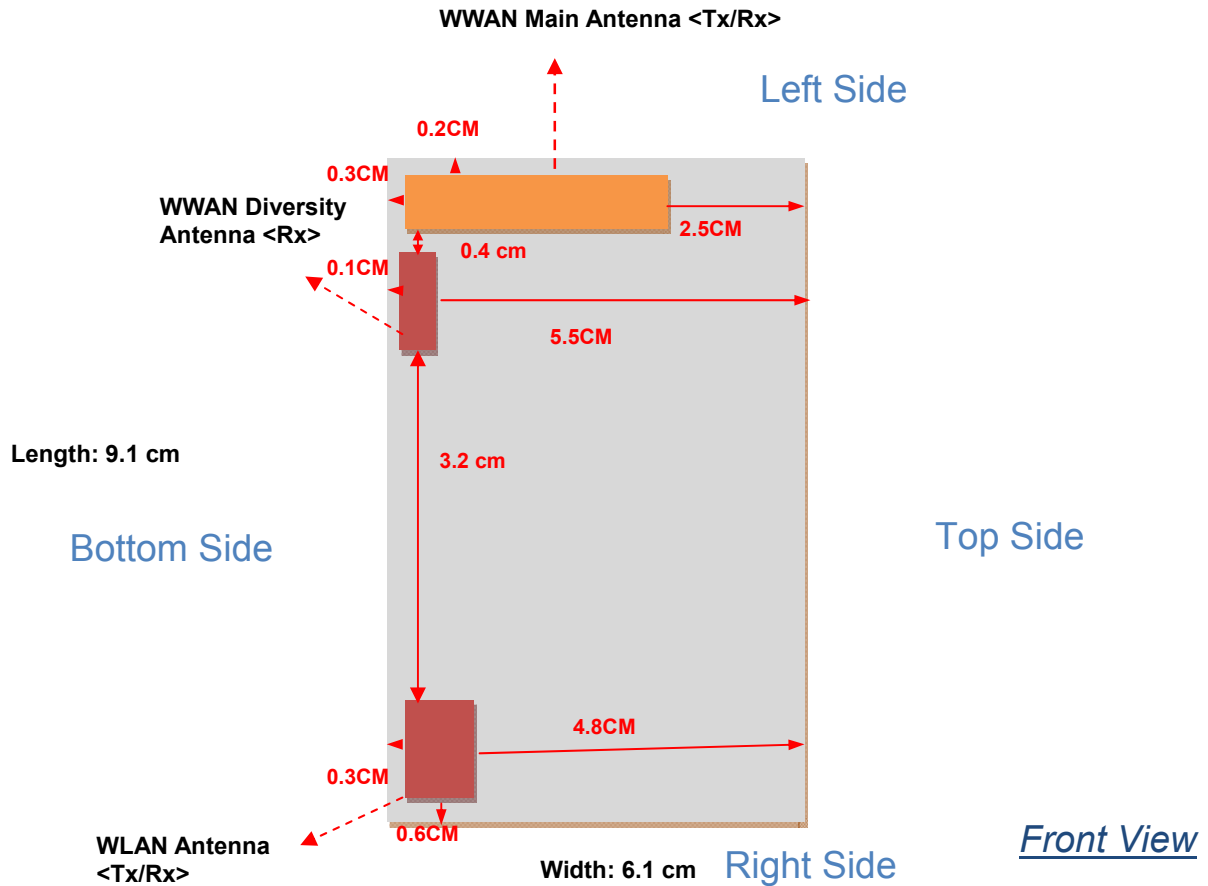 WWAN Main Antenna <Tx/Rx>
Left Side
0.2CM
0.3CM
WWAN Diversity
Antenna <Rx>
2.5CM
0.4 cm
0.1CM
5.5CM
Length: 9.1 cm
3.2 cm
Bottom Side
Top Side
4.8CM
0.3CM
0.6CM
WLAN Antenna
<Tx/Rx>
Width: 6.1 cm
Right Side
Front View